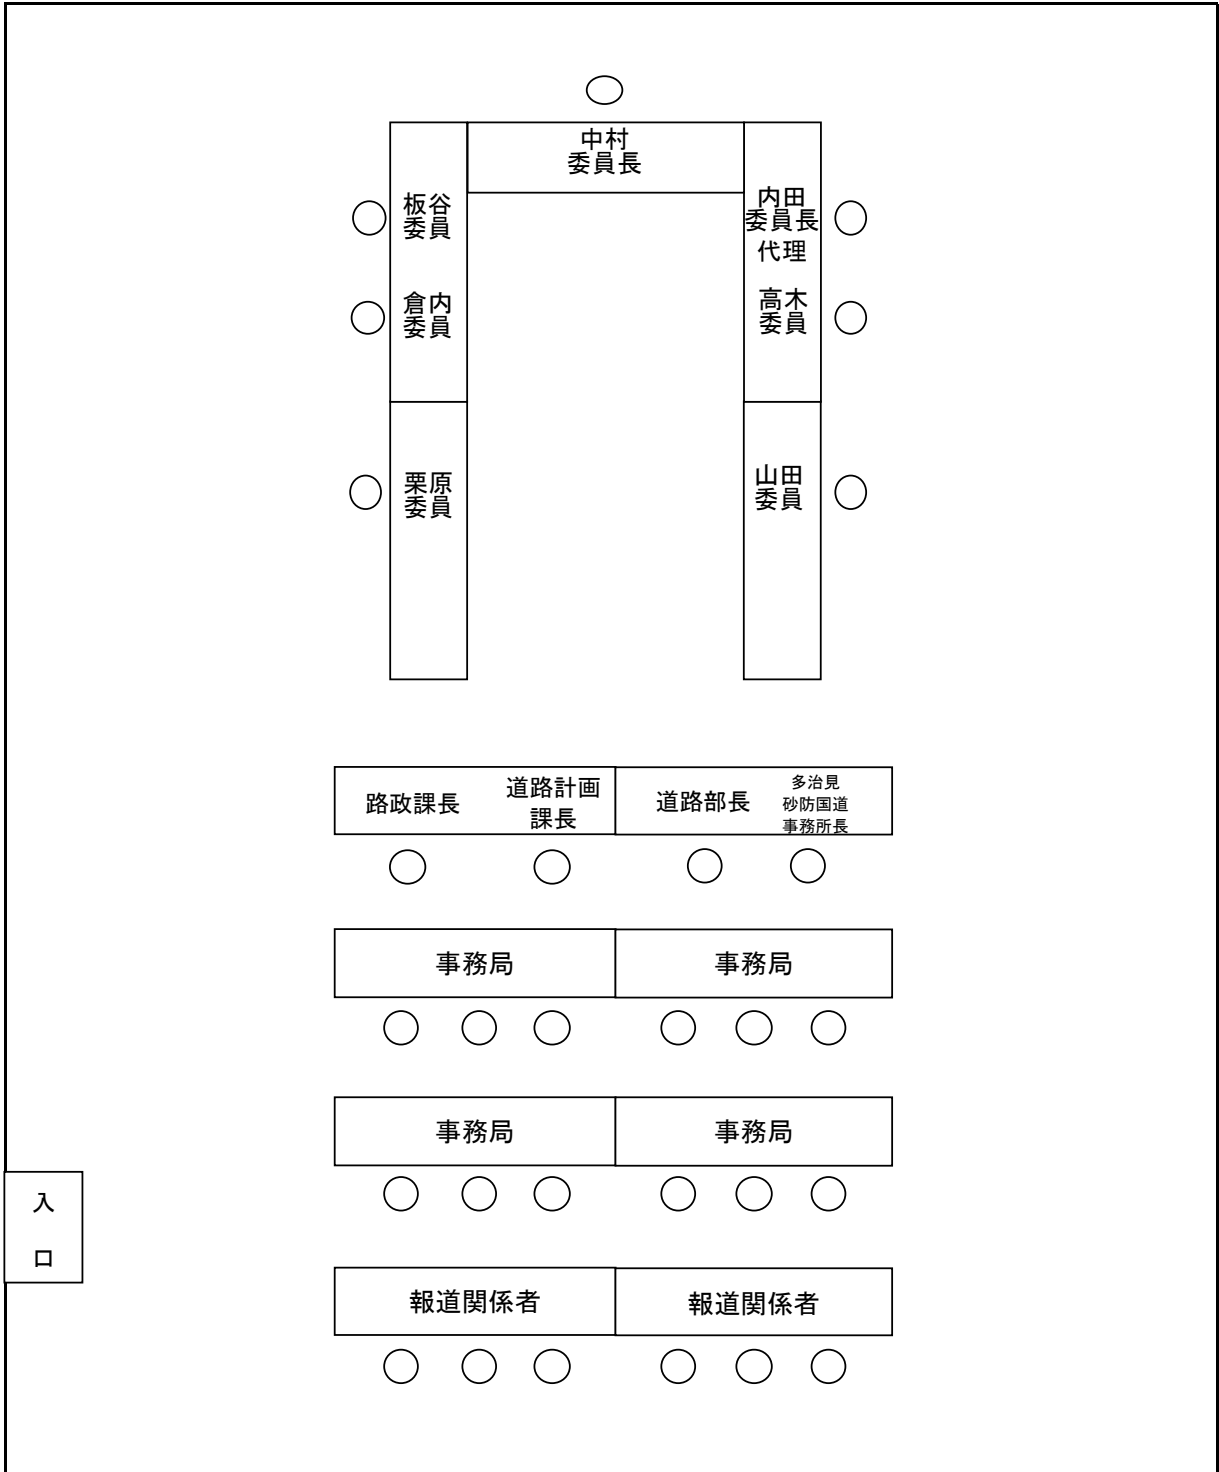 中村
委員長
板谷
委員
内田
委員長
代理
倉内
委員
高木
委員
栗原
委員
山田
委員
路政課長
道路計画
課長
道路部長
多治見
砂防国道
事務所長
事務局
事務局
事務局
事務局
入
口
報道関係者
報道関係者